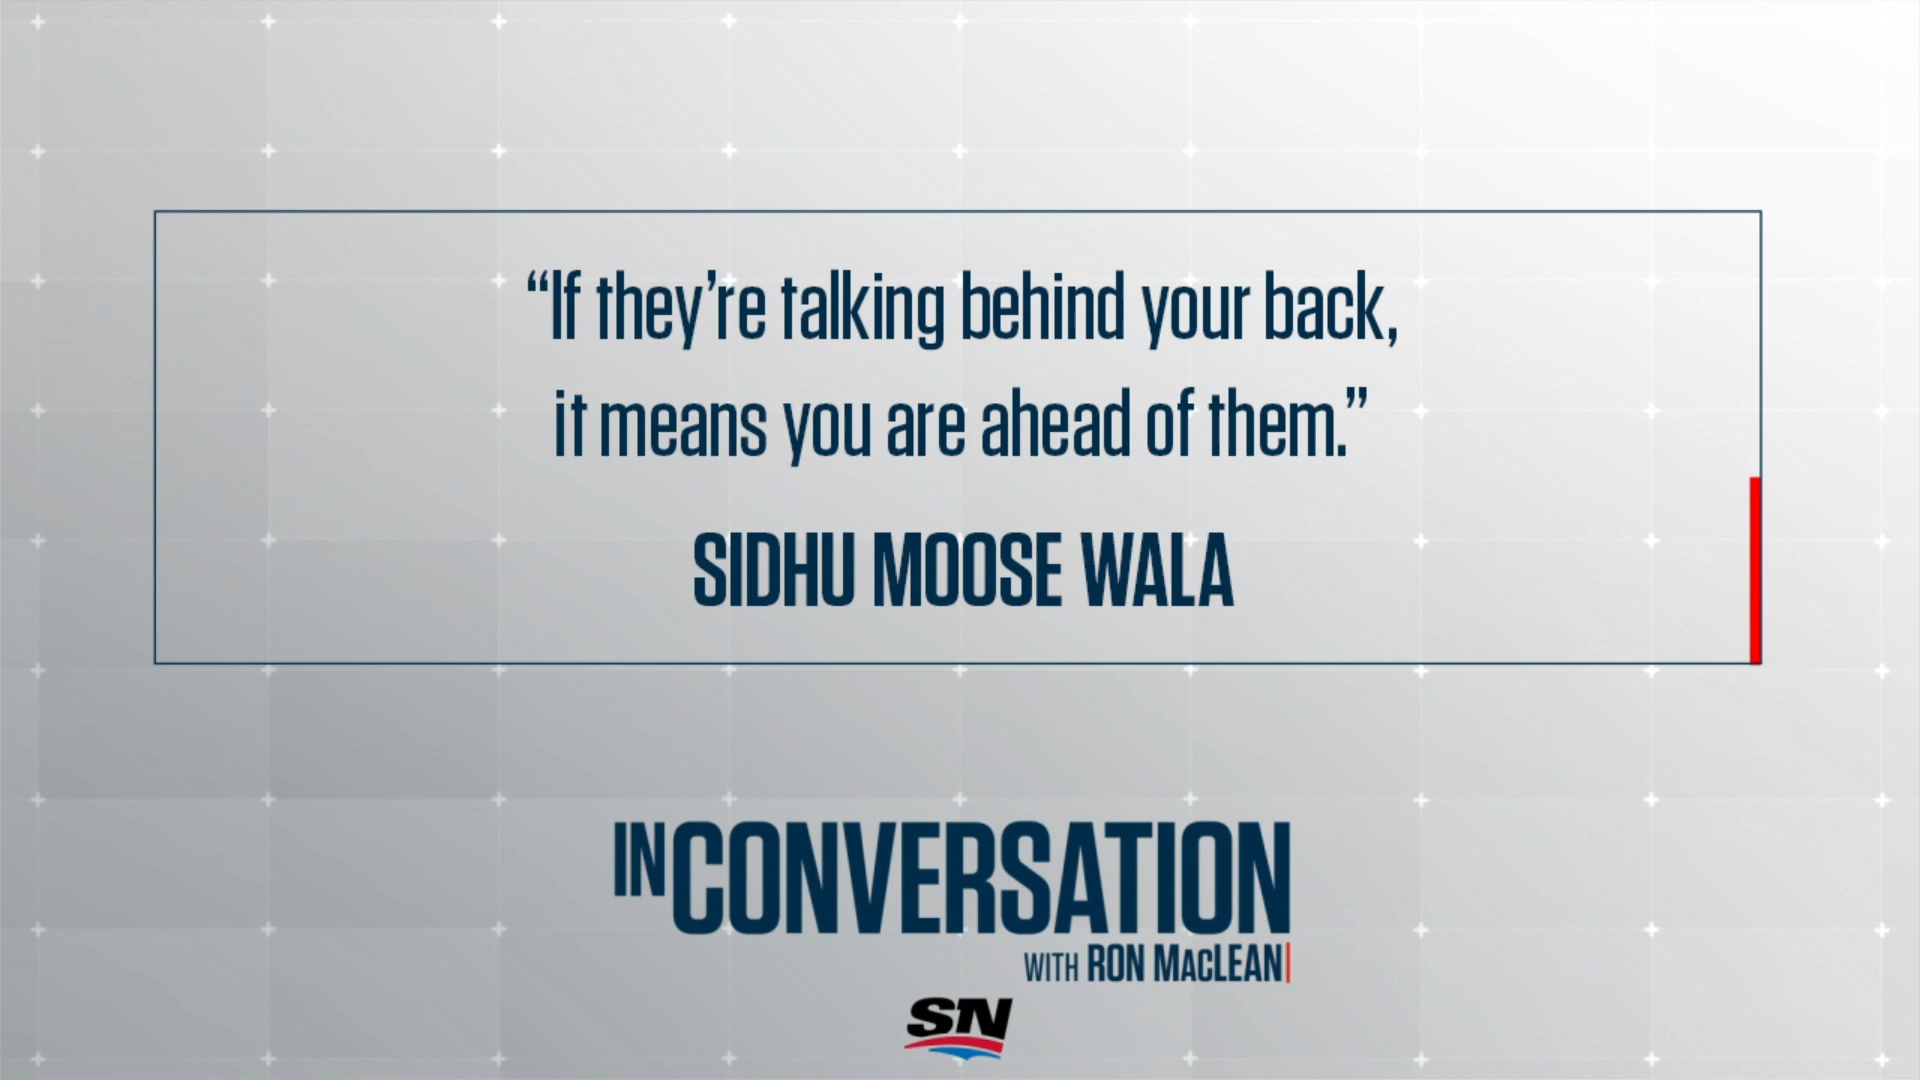 “If they’re talking behind your back,
it means you are ahead of them.”
SIDHU MOOSE WALA
IN CONVERSATION
WITH RON MACLEAN
SN